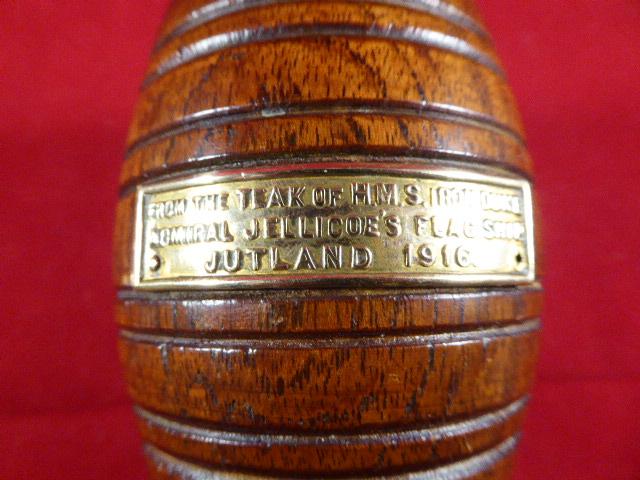 FROM THE TEAK OF H.M.S. IRON DUKE
ADMIRAL JELLICOE'S FLAG SHIP
JUTLAND 1916.